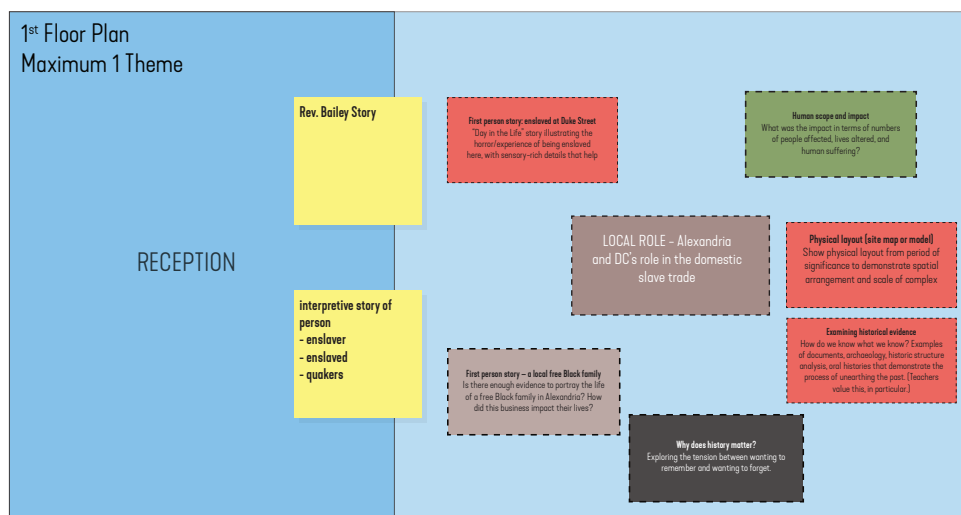 1st Floor Plan
Maximum 1 Theme
RECEPTION
Rev. Bailey Story
interpretive story of
person
- enslaver
- enslaved
- quakers
First person story: enslaved at Duke Street
"Day in the Life" story illustrating the
horror/experience of being enslaved
here, with sensory-rich details that help
Human scope and impact
What was the impact in terms of numbers
of people affected, lives altered, and
human suffering?
LOCAL ROLE – Alexandria
and DC's role in the domestic
slave trade
Physical layout (site map or model)
Show physical layout from period of
significance to demonstrate spatial
arrangement and scale of complex
Examining historical evidence
How do we know what we know? Examples
of documents, archaeology, historic structure
analysis, oral histories that demonstrate the
process of unearthing the past. (Teachers
value this, in particular.)
First person story – a local free Black family
Is there enough evidence to portray the life
of a free Black family in Alexandria? How
did this business impact their lives?
Why does history matter?
Exploring the tension between wanting to
remember and wanting to forget.